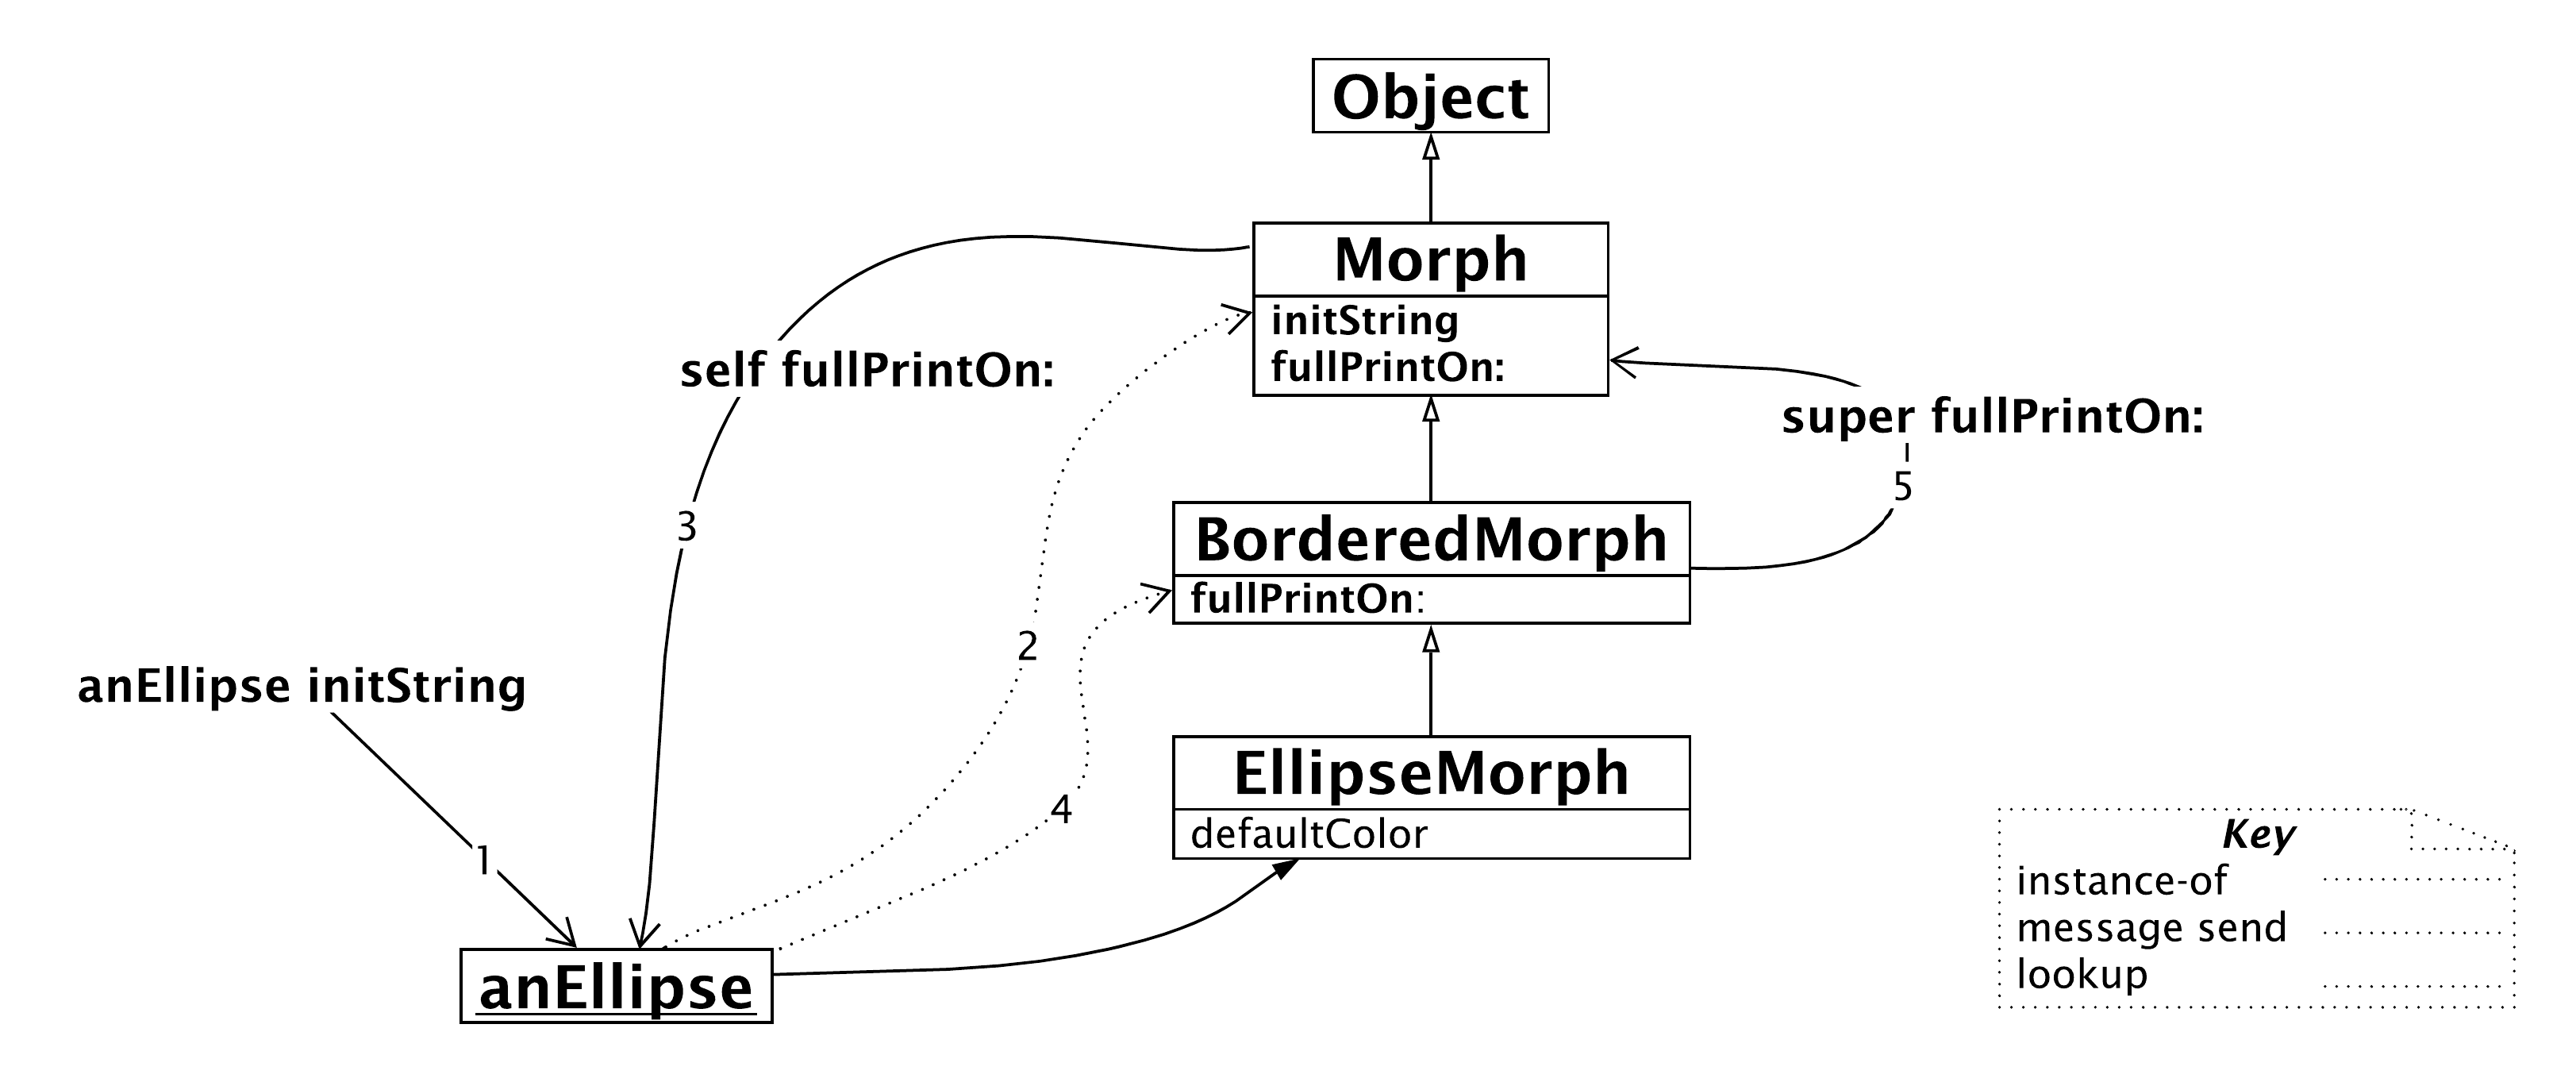 Object
Morph
initString
fullPrintOn:
self fullPrintOn:
super fullPrintOn:
5
3
BorderedMorph
fullPrintOn:
2
anEllipse initString
EllipseMorph
defaultColor
4
1
anEllipse
Key
instance-of
message send
lookup